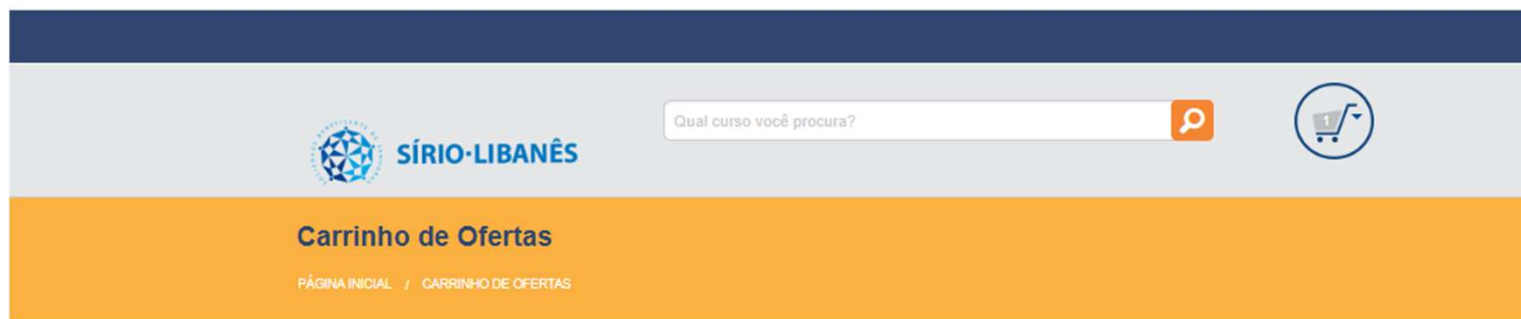 Qual curso você procura?
1
SÍRIO·LIBANÊS
Carrinho de Ofertas
PÁGINA INICIAL / CARRINHO DE OFERTAS